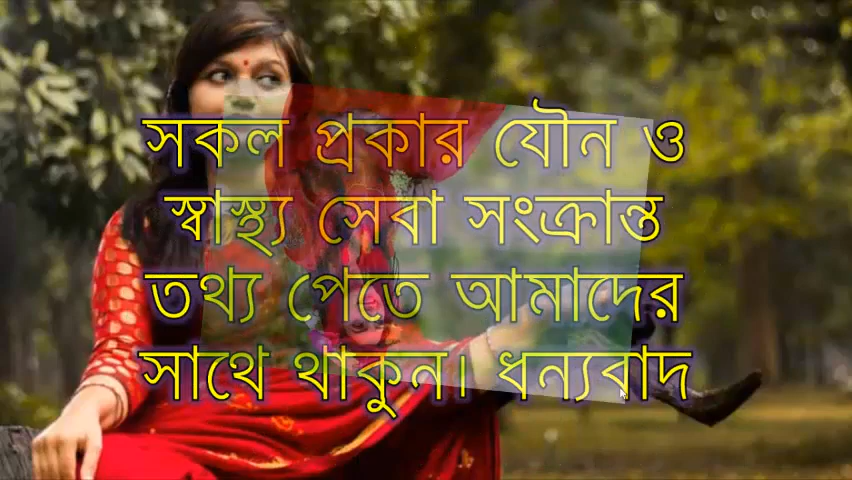 সকল প্রকার যৌন ও
স্বাস্থ্য সেবা সংক্রান্ত
তথ্য পেতে আমাদের
সাথে থাকুন। ধন্যবাদ